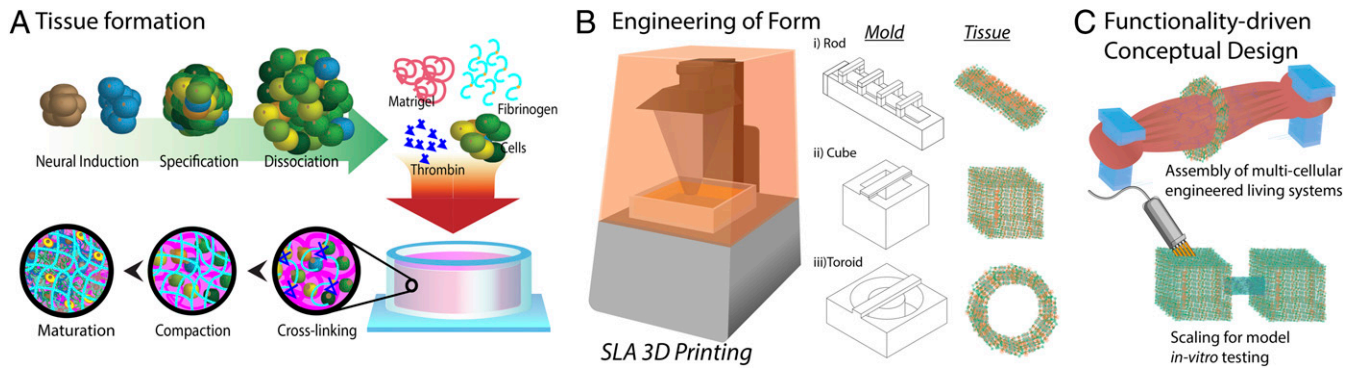 A Tissue formation
Neural Induction
Specification
Dissociation
Matrigel
Fibrinogen
Thrombin
Cells
Maturation
Compaction
Cross-linking
B Engineering of Form
SLA 3D Printing
Mold
Tissue
i) Rod
ii) Cube
iii)Toroid
C Functionality-driven
Conceptual Design
Assembly of multi-cellular
engineered living systems
Scaling for model
in-vitro testing